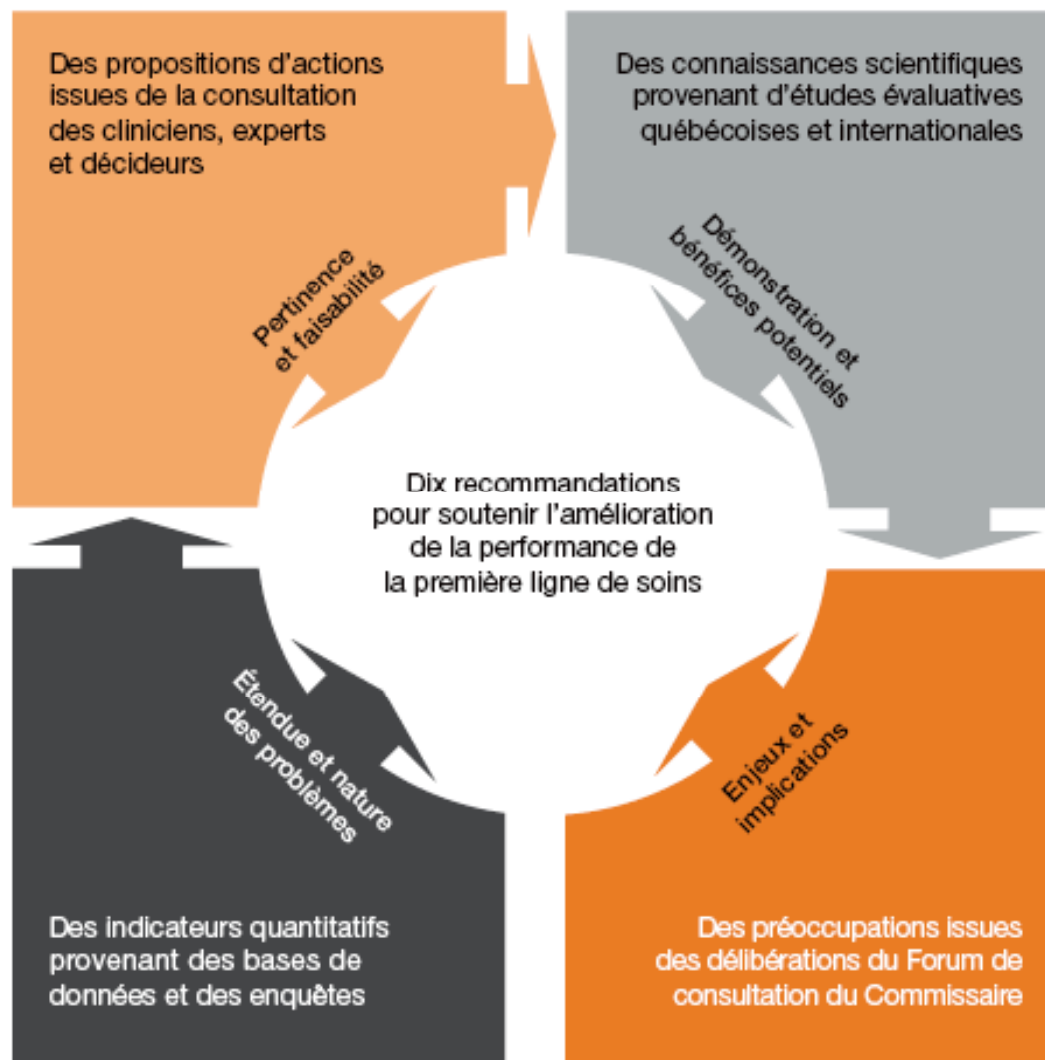 Des propositions d'actions
issues de la consultation
des cliniciens, experts
et décideurs
Des connaissances scientifiques
provenant d'études évaluatives
québécoises et internationales
Pertinence
et faisabilité
Démonstration et
bénéfices potentiels
Dix recommandations
pour soutenir l'amélioration
de la performance de
la première ligne de soins
Étendue et nature
des problèmes
Enjeux et
implications
Des indicateurs quantitatifs
provenant des bases de
données et des enquêtes
Des préoccupations issues
des délibérations du Forum de
consultation du Commissaire